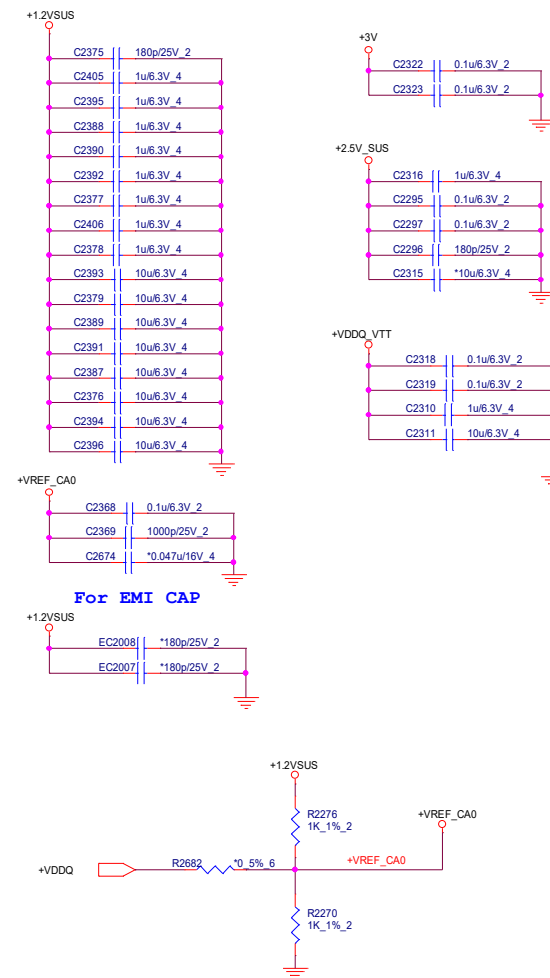 +1.2VSUS
C2375 180p/25V_2
C2405 1u/6.3V_4
C2395 1u/6.3V_4
C2388 1u/6.3V_4
C2390 1u/6.3V_4
C2392 1u/6.3V_4
C2377 1u/6.3V_4
C2406 1u/6.3V_4
C2378 1u/6.3V_4
C2393 10u/6.3V_4
C2379 10u/6.3V_4
C2389 10u/6.3V_4
C2391 10u/6.3V_4
C2387 10u/6.3V_4
C2376 10u/6.3V_4
C2394 10u/6.3V_4
C2396 10u/6.3V_4
+VREF_CA0
C2368 0.1u/6.3V_2
C2369 1000p/25V_2
C2674 *0.047u/16V_4
For EMI CAP
+1.2VSUS
EC2008 *180p/25V_2
EC2007 *180p/25V_2
+3V
C2322 0.1u/6.3V_2
C2323 0.1u/6.3V_2
+2.5V_SUS
C2316 1u/6.3V_4
C2295 0.1u/6.3V_2
C2297 0.1u/6.3V_2
C2296 180p/25V_2
C2315 *10u/6.3V_4
+VDDQ_VTT
C2318 0.1u/6.3V_2
C2319 0.1u/6.3V_2
C2310 1u/6.3V_4
C2311 10u/6.3V_4
+1.2VSUS
R2276
1K_1%_2
+VREF_CA0
+VDDQ
R2682 *0_5%_6
+VREF_CA0
R2270
1K_1%_2